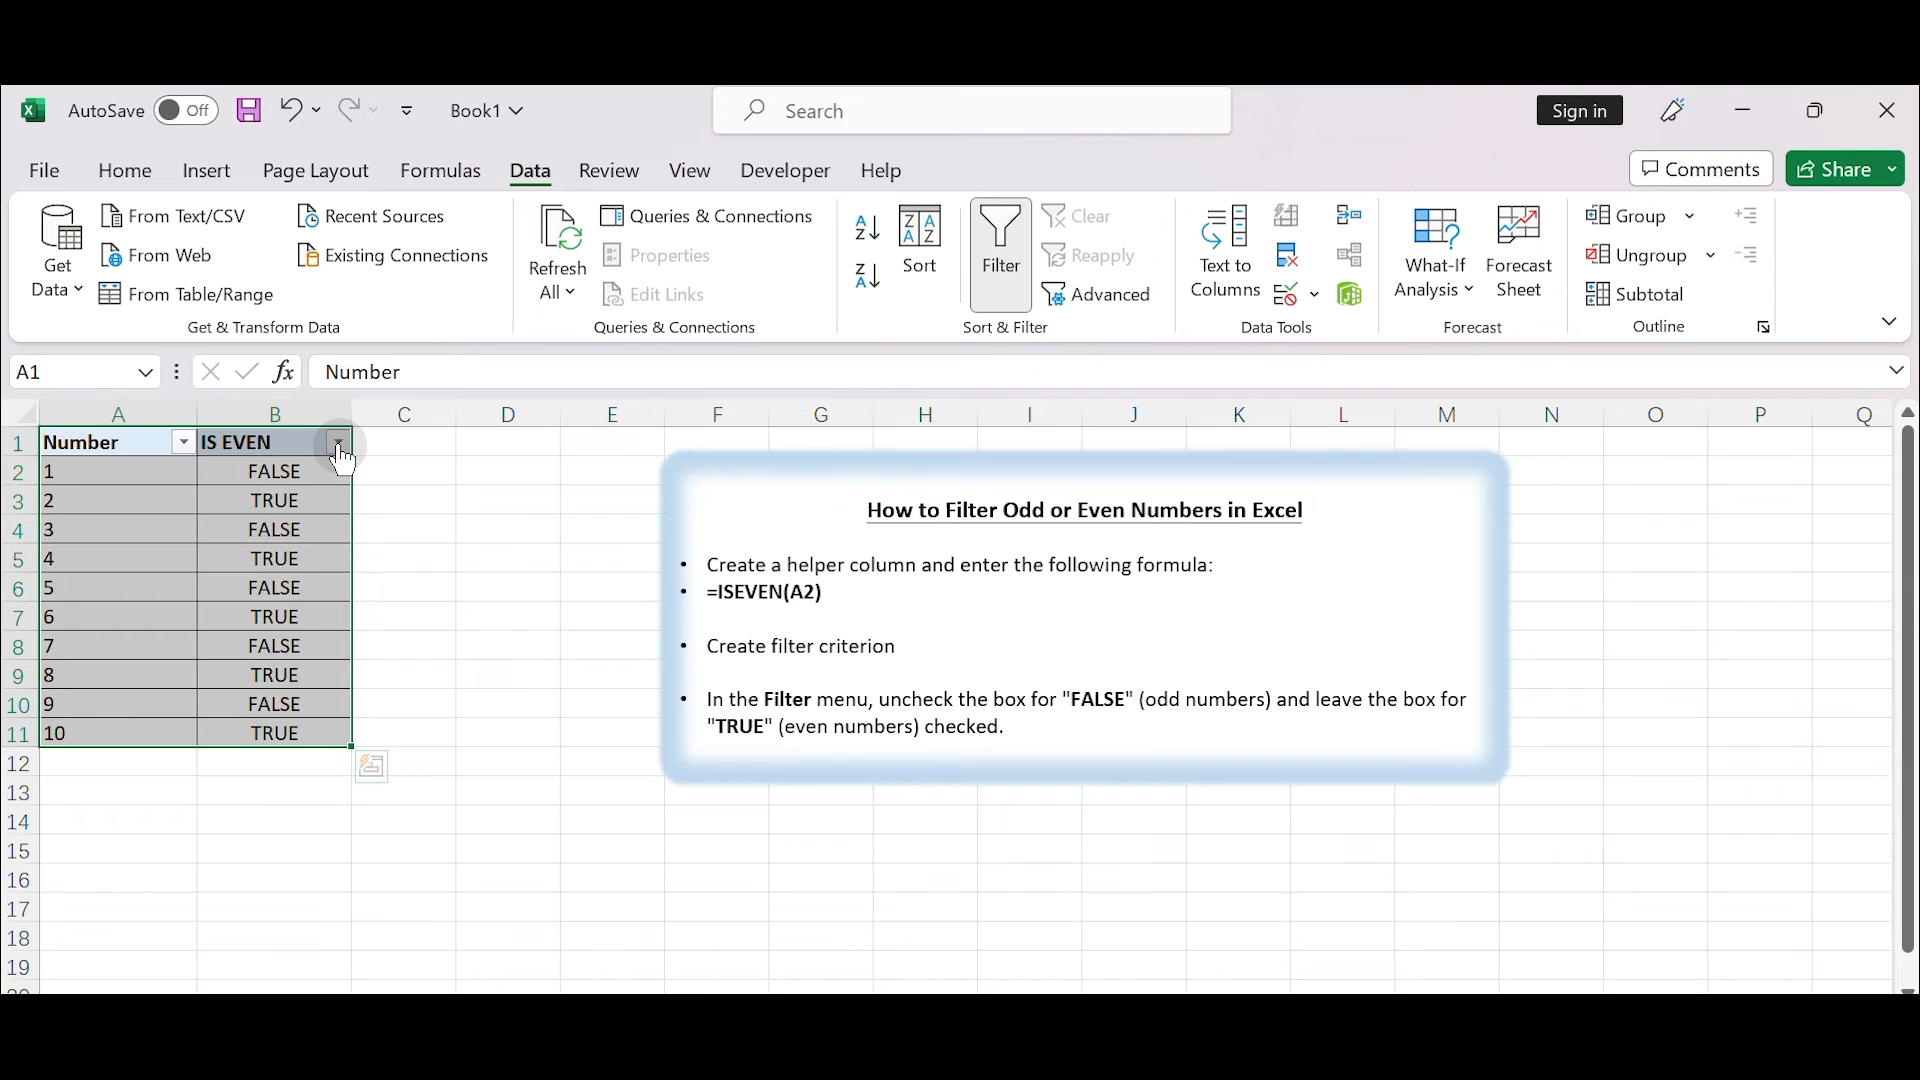 AutoSave Off Book1 Search Sign in
File Home Insert Page Layout Formulas Data Review View Developer Help Comments Share
Get Data
From Text/CSV
From Web
From Table/Range
Recent Sources
Existing Connections
Get & Transform Data
Refresh All
Queries & Connections
Properties
Edit Links
Queries & Connections
Sort
Filter
Clear
Reapply
Advanced
Sort & Filter
Text to
Columns
Data Tools
What-If
Analysis
Forecast
Sheet
Forecast
Group
Ungroup
Subtotal
Outline
A1 fx Number
A B C D E F G H I J K L M N O P Q
1 Number IS EVEN
2 1 FALSE
3 2 TRUE
4 3 FALSE
5 4 TRUE
6 5 FALSE
7 6 TRUE
8 7 FALSE
9 8 TRUE
10 9 FALSE
11 10 TRUE
12
13
14
15
16
17
18
19
How to Filter Odd or Even Numbers in Excel
• Create a helper column and enter the following formula:
• =ISEVEN(A2)
• Create filter criterion
• In the Filter menu, uncheck the box for "FALSE" (odd numbers) and leave the box for
"TRUE" (even numbers) checked.